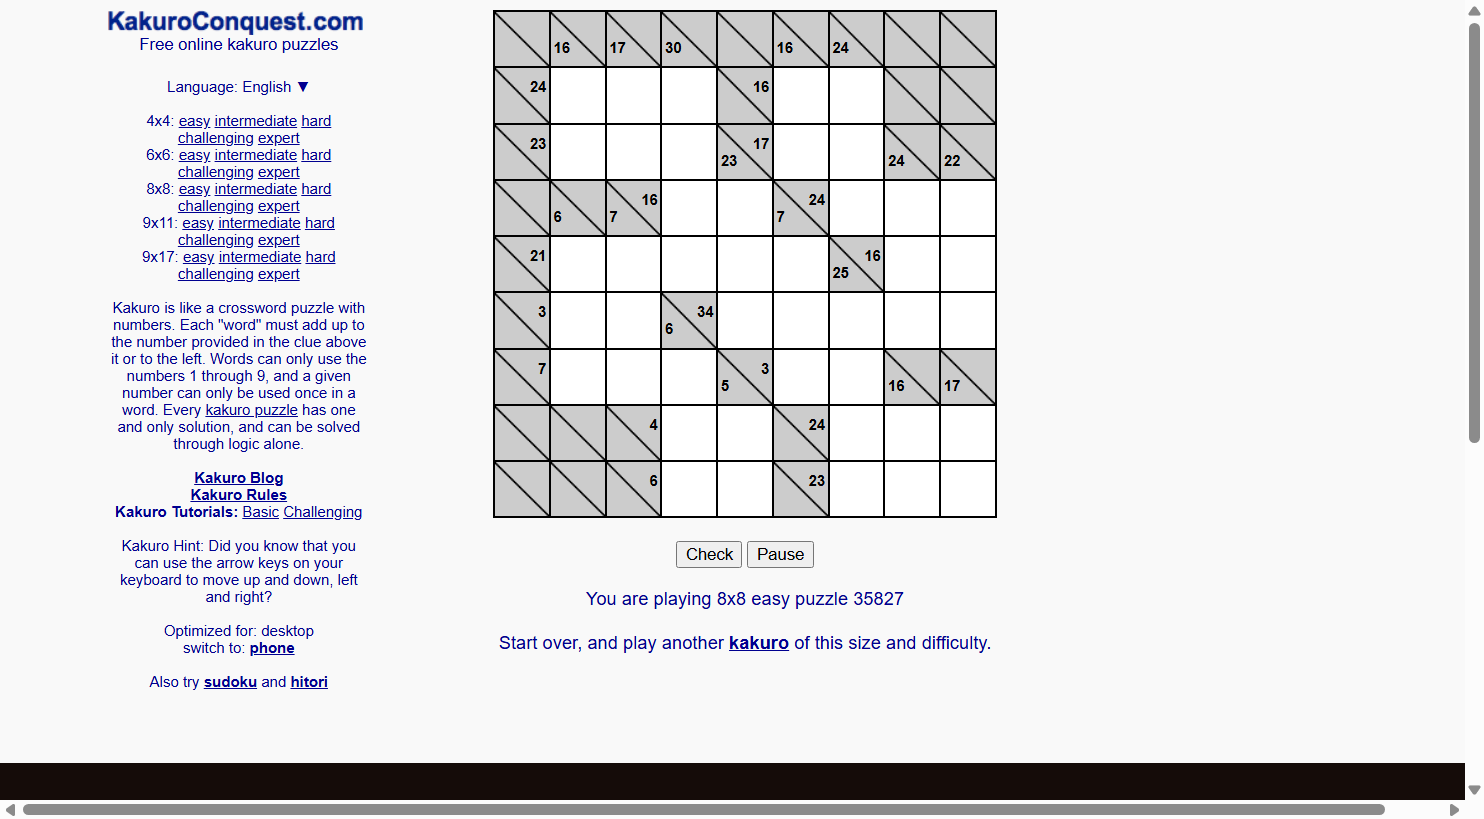 KakuroConquest.com
Free online kakuro puzzles
Language: English ▼
4x4: easy intermediate hard
challenging expert
6x6: easy intermediate hard
challenging expert
8x8: easy intermediate hard
challenging expert
9x11: easy intermediate hard
challenging expert
9x17: easy intermediate hard
challenging expert
Kakuro is like a crossword puzzle with
numbers. Each "word" must add up to
the number provided in the clue above
it or to the left. Words can only use the
numbers 1 through 9, and a given
number can only be used once in a
word. Every kakuro puzzle has one
and only solution, and can be solved
through logic alone.
Kakuro Blog
Kakuro Rules
Kakuro Tutorials: Basic Challenging
Kakuro Hint: Did you know that you
can use the arrow keys on your
keyboard to move up and down, left
and right?
Optimized for: desktop
switch to: phone
Also try sudoku and hitori
16 17 30 16 24
24 16
23 17
23 24 22
16 24
6 7 7
21 16
25
3 34
6
7 3
5 16 17
4 24
6 23
Check Pause
You are playing 8x8 easy puzzle 35827
Start over, and play another kakuro of this size and difficulty.